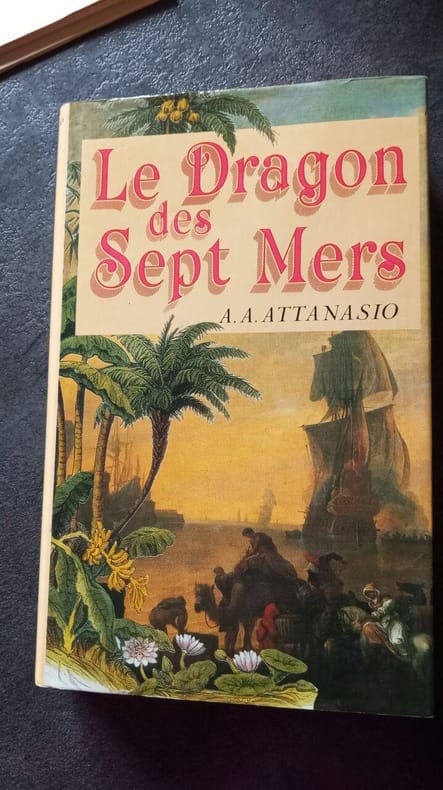 Le Dragon
des
Sept Mers
A. A. ATTANASIO